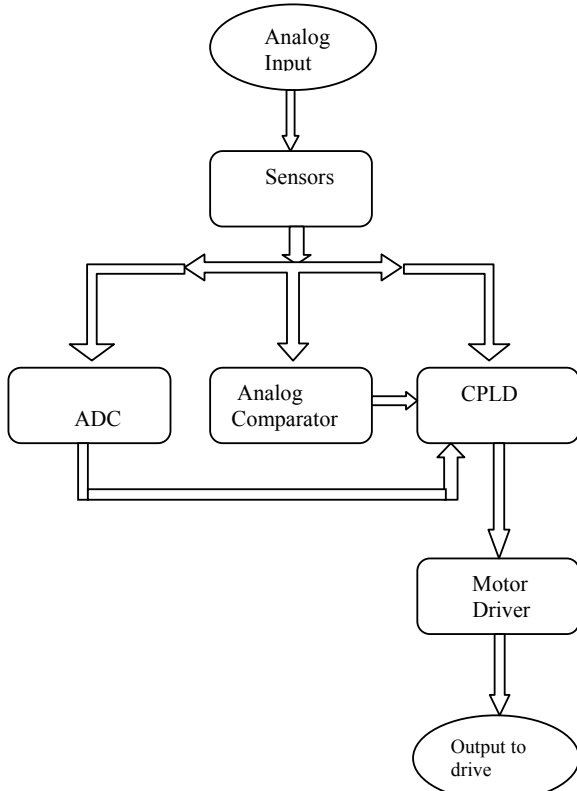 Analog
Input
Sensors
ADC
Analog
Comparator
CPLD
Motor
Driver
Output to
drive